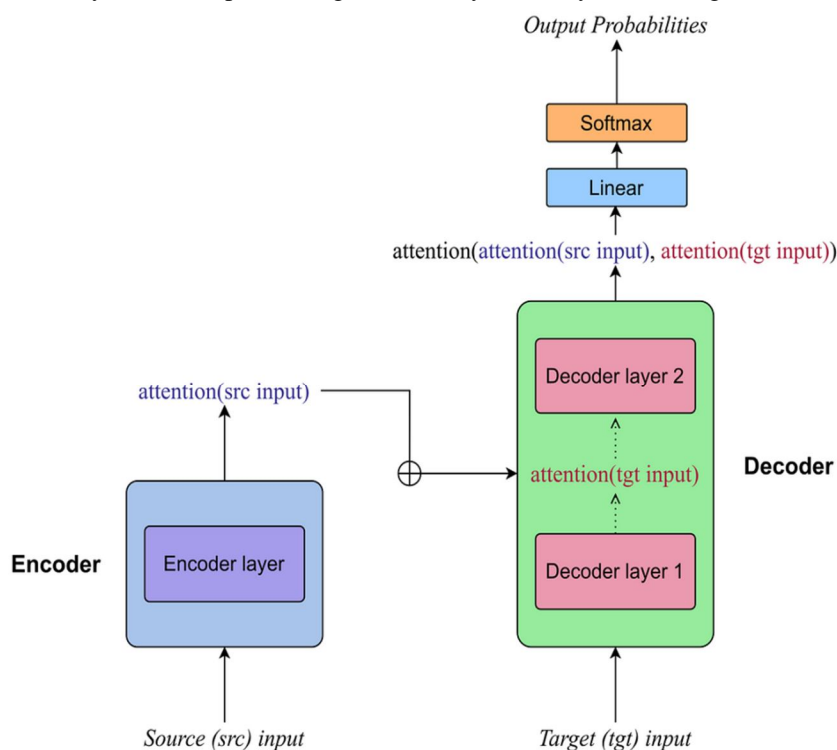 Output Probabilities
Softmax
Linear
attention(attention(src input), attention(tgt input))
Decoder layer 2
attention(src input)
attention(tgt input)
Decoder
Encoder
Encoder layer
Decoder layer 1
Source (src) input
Target (tgt) input